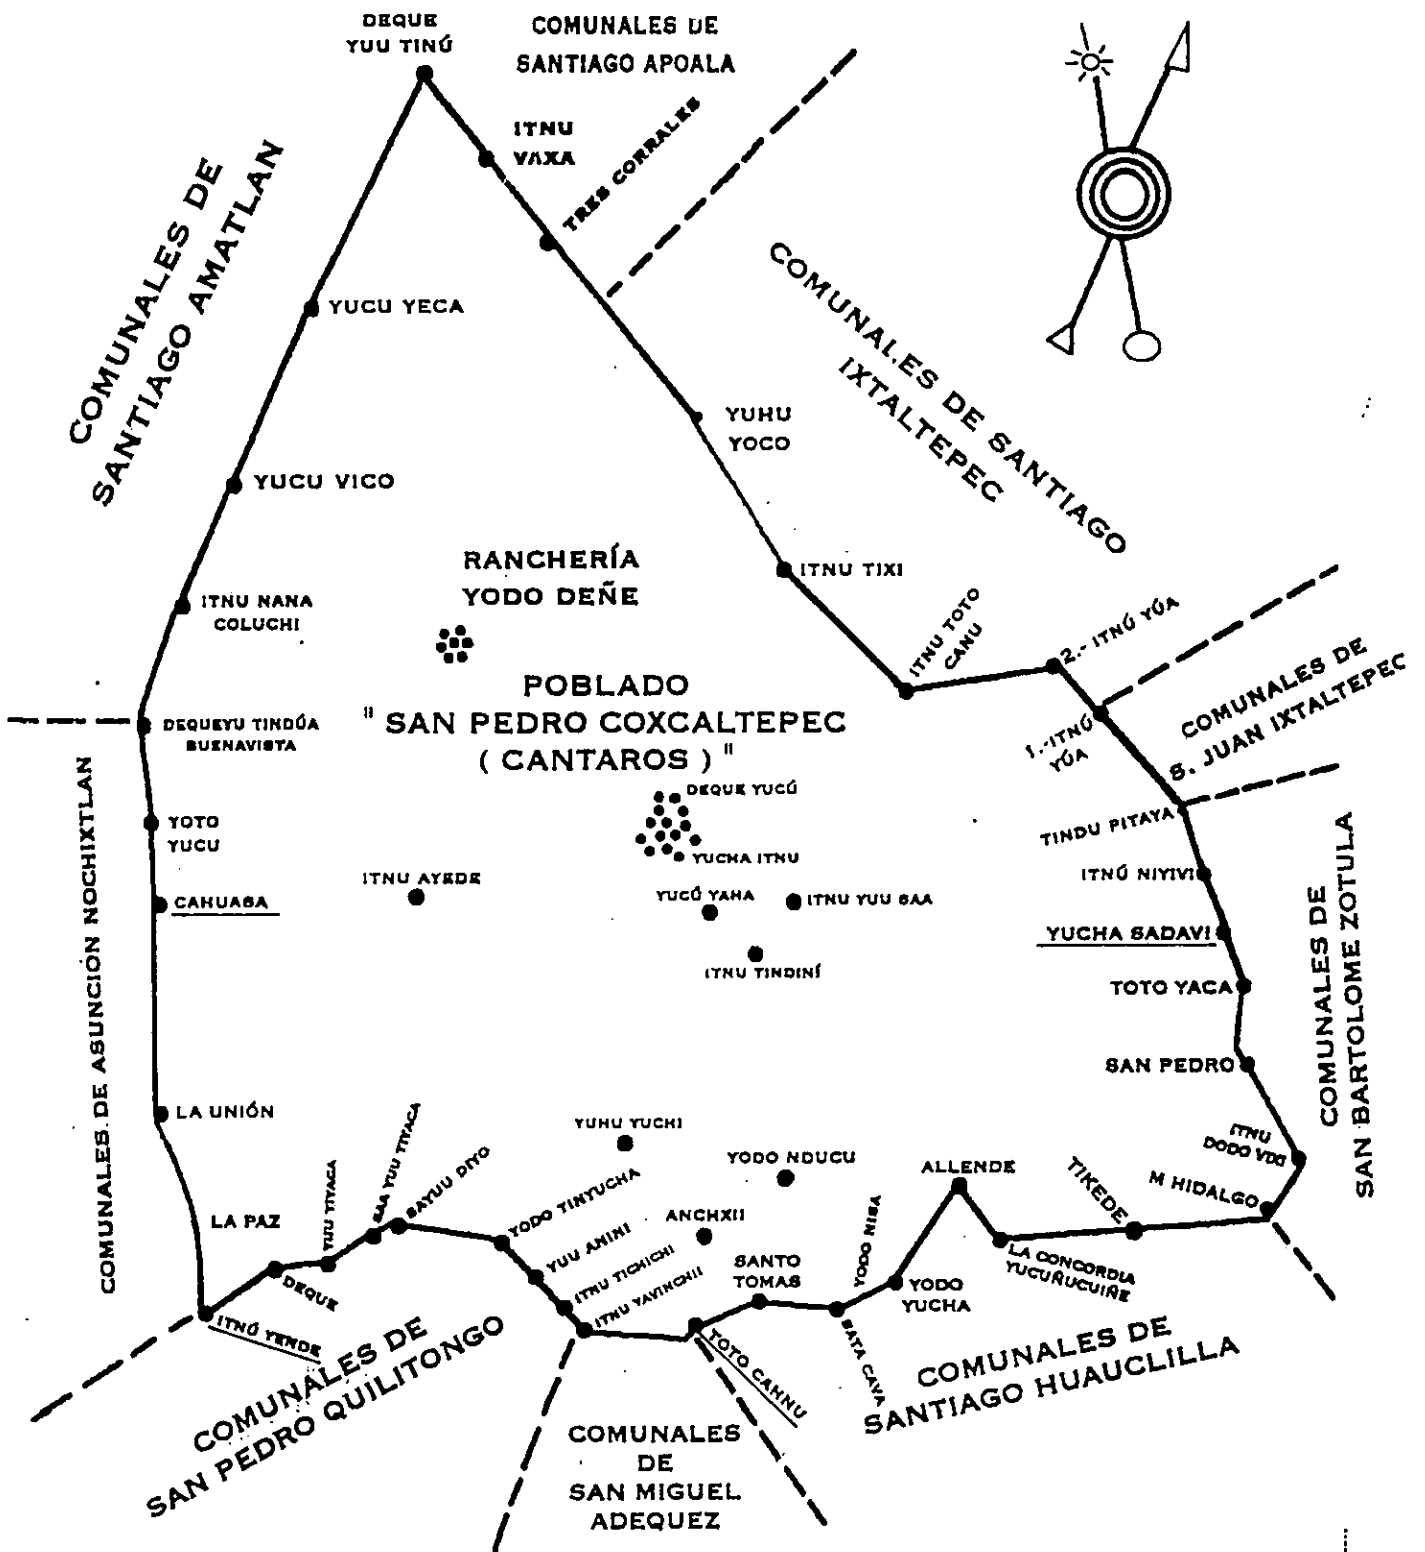 DEQUE
YUU TINÚ
COMUNALES DE
SANTIAGO APOALA
ITNU
VAXA
TRES CORRALES
COMUNALES DE
SANTIAGO AMATLAN
YUCU YECA
COMUNALES DE SANTIAGO
IXTALTEPEC
YUHU
YOCO
YUCU VICO
RANCHERÍA
YODO DEÑE
ITNU TIXI
ITNU NANA
COLUCHI
ITNU TOTO
CANU
2.- ITNÚ YÚA
POBLADO
" SAN PEDRO COXCALTEPEC
( CANTAROS ) "
DEQUEYU TINDÚA
BUENAVISTA
1.-ITNÚ
YÚA
COMUNALES DE
S. JUAN IXTALTEPEC
DEQUE YUCÚ
TINDU PITAYA
YOTO
YUCU
YUCHA ITNU
ITNÚ NIYIVI
ITNU AYEDE
YUCÚ YAHA
ITNU YUU SAA
CAHUASA
YUCHA SADAVI
ITNU TINDINÍ
TOTO YACA
COMUNALES DE ASUNCIÓN NOCHIXTLAN
COMUNALES DE
SAN BARTOLOME ZOTULA
SAN PEDRO
LA UNIÓN
YUHU YUCHI
ITNU
DODO VDI
YODO NDUCU
ALLENDE
TIKEDE
M HIDALGO
LA PAZ
YUU TIYACA
SAA YUU TIYACA
SAYUU DIYO
YODO TINYUCHA
ANCHXII
YODO NISA
DEQUE
YUU ANINI
ITNU TICHICHI
ITNU YAVINCHII
SANTO
TOMAS
YODO
YUCHA
LA CONCORDIA
YUCUÑUCUIÑE
ITNÚ YENDE
TOTO CAHNU
SATA CAVA
COMUNALES DE
SAN PEDRO QUILITONGO
COMUNALES
DE
SAN MIGUEL
ADEQUEZ
COMUNALES DE
SANTIAGO HUAUCLILLA